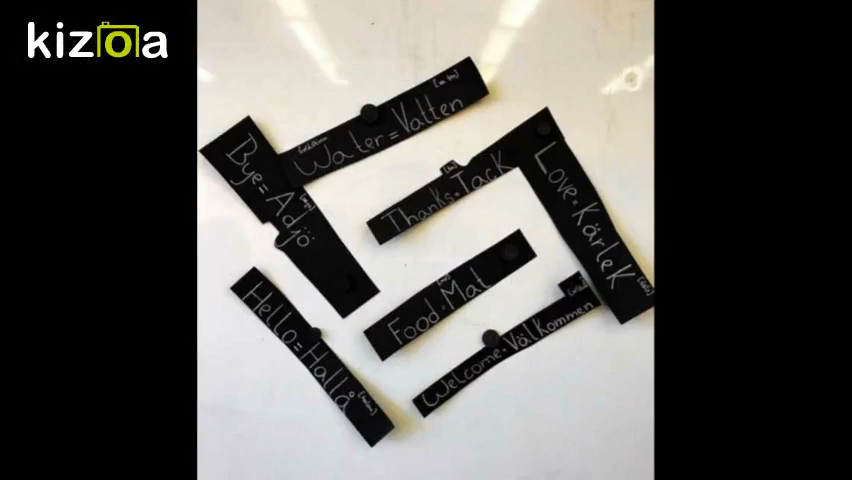 kizoa
Water=Vatten
Bye=Adjö
Thanks=Tack
Love=Kärlek
Food=Mat
Welcome=Välkommen
Hello=Hallå